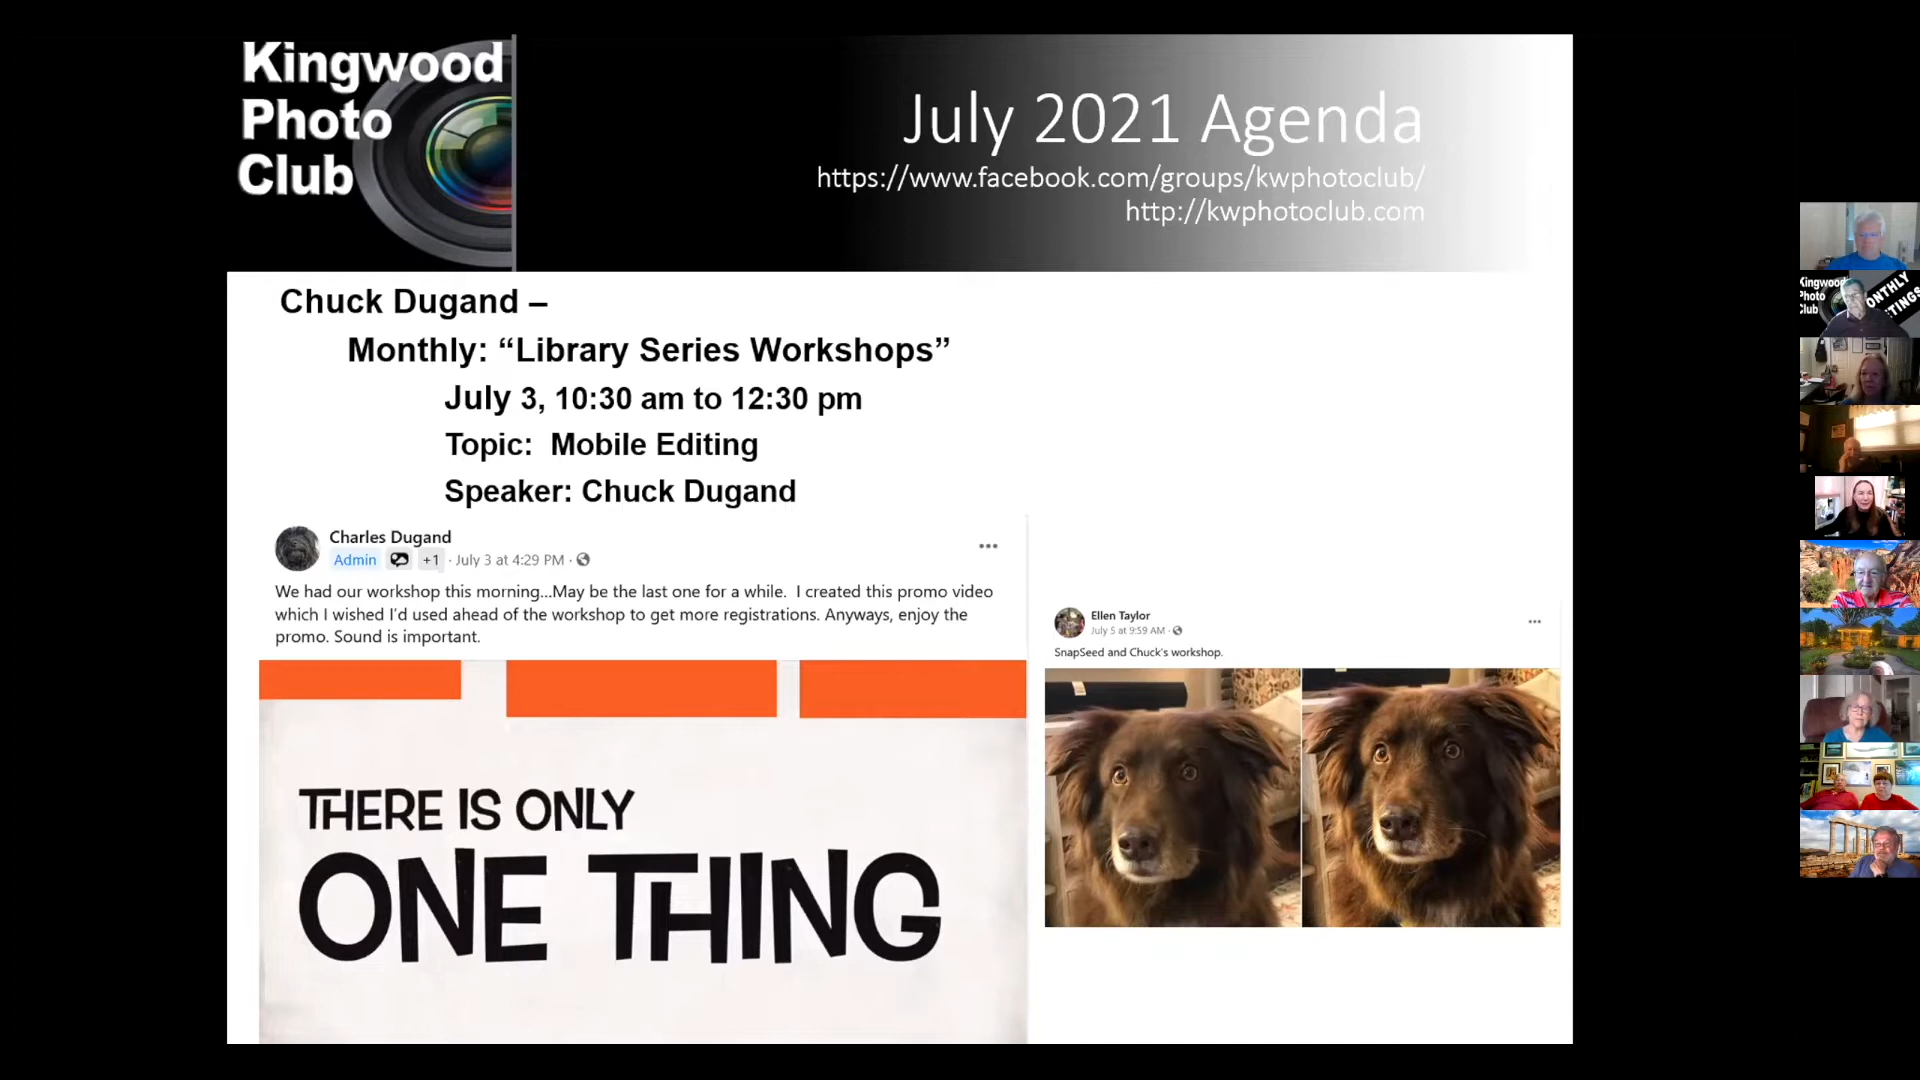 Kingwood
Photo
Club
July 2021 Agenda
https://www.facebook.com/groups/kwphotoclub/
http://kwphotoclub.com
Chuck Dugand –
Monthly: “Library Series Workshops”
July 3, 10:30 am to 12:30 pm
Topic: Mobile Editing
Speaker: Chuck Dugand
Charles Dugand
Admin +1 · July 3 at 4:29 PM ·
We had our workshop this morning...May be the last one for a while. I created this promo video
which I wished I'd used ahead of the workshop to get more registrations. Anyways, enjoy the
promo. Sound is important.
THERE IS ONLY
ONE THING
Ellen Taylor
July 5 at 9:59 AM ·
SnapSeed and Chuck's workshop.
Kingwood
Photo
Club